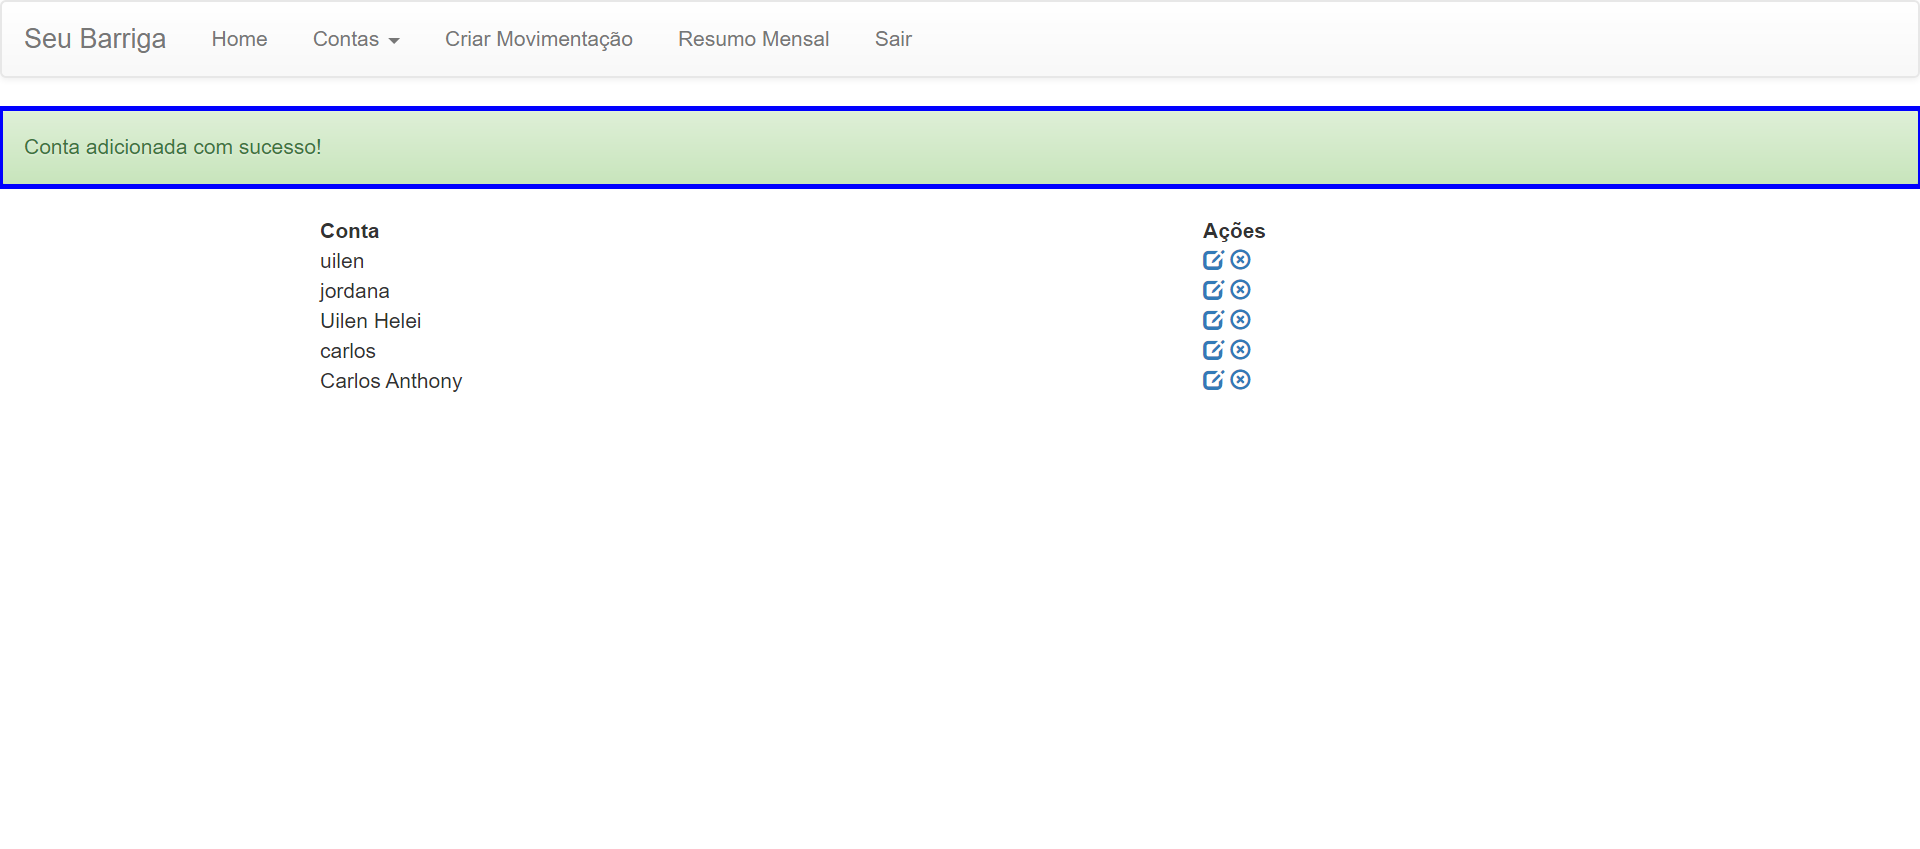 Seu Barriga Home Contas Criar Movimentação Resumo Mensal Sair
Conta adicionada com sucesso!
Conta Ações
uilen
jordana
Uilen Helei
carlos
Carlos Anthony